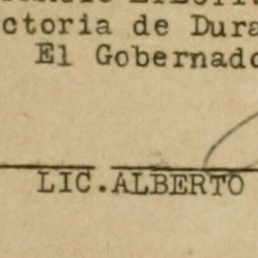 ctoria de Dura
El Gobernado
LIC.ALBERTO